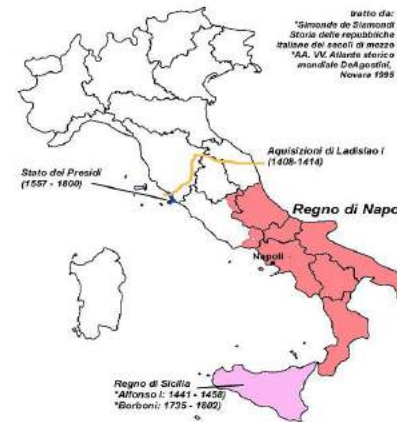 tratto da:
*Simonde de Sismondi
Storia delle repubbliche
italiane dei secoli di mezzo
*AA. VV. Atlante storico
mondiale DeAgostini,
Novara 1995
Aquisizioni di Ladislao I
(1408-1414)
Stato dei Presidi
(1557 - 1800)
Regno di Napo
Napoli
Regno di Sicilia
*Alfonso I: 1441 - 1458)
*Borboni: 1735 - 1802)